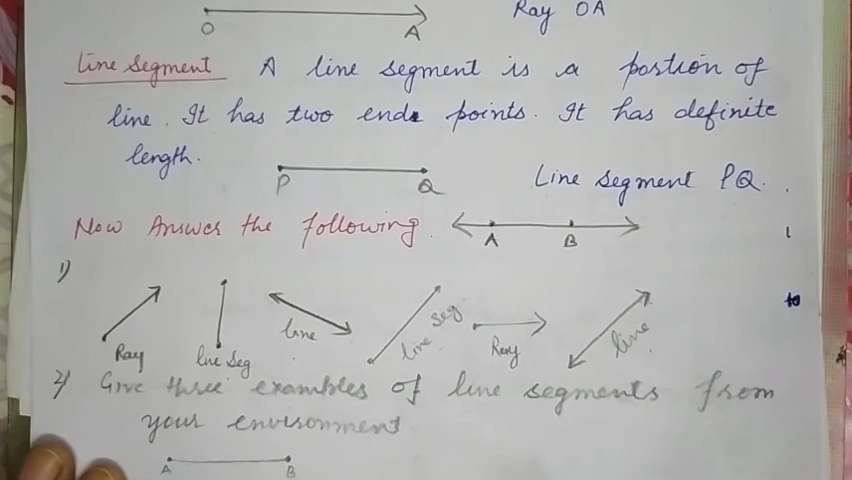 O A Ray OA
Line Segment A line segment is a portion of
line. It has two end points. It has definite
length.
P Q Line Segment PQ.
Now Answer the following. A B
1)
Ray line Seg line line seg Ray line
2) Give three exambles of line segments from
your environment
A B